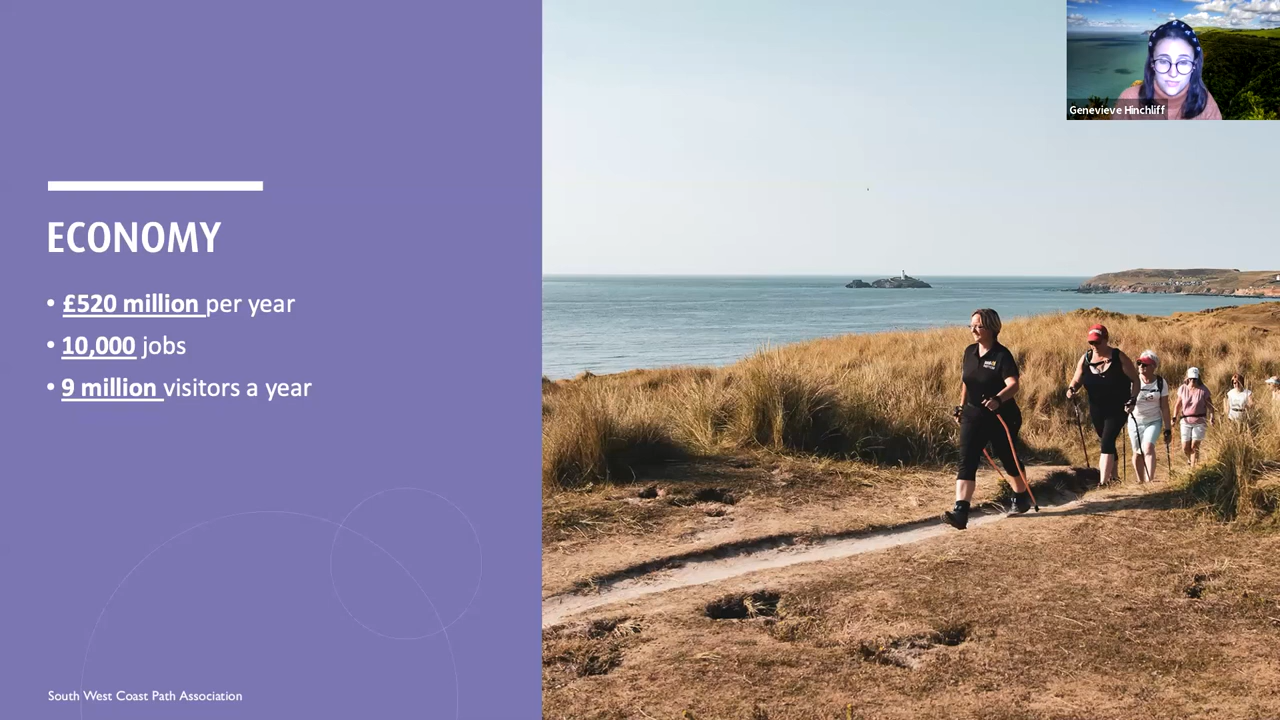 Genevieve Hinchliff
ECONOMY
• £520 million per year
• 10,000 jobs
• 9 million visitors a year
South West Coast Path Association